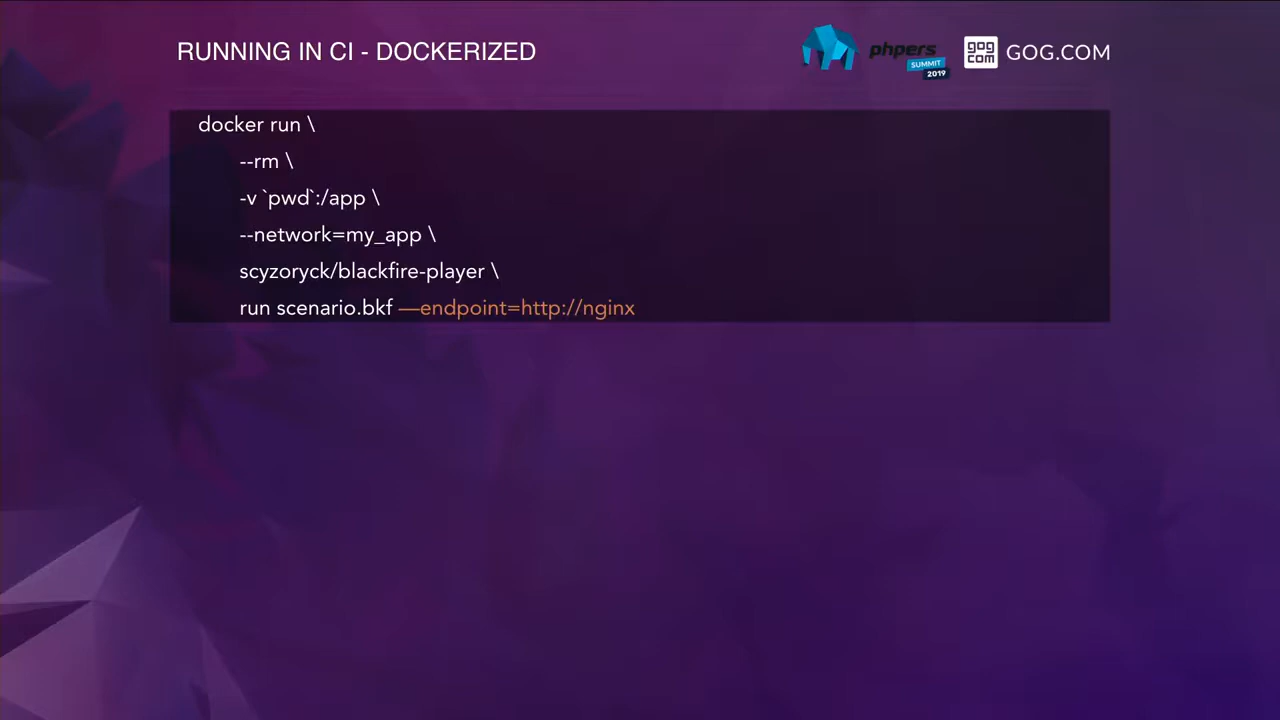 RUNNING IN CI - DOCKERIZED
phpers
SUMMIT
2019
gog
com
GOG.COM
docker run \
--rm \
-v `pwd`:/app \
--network=my_app \
scyzoryck/blackfire-player \
run scenario.bkf —endpoint=http://nginx